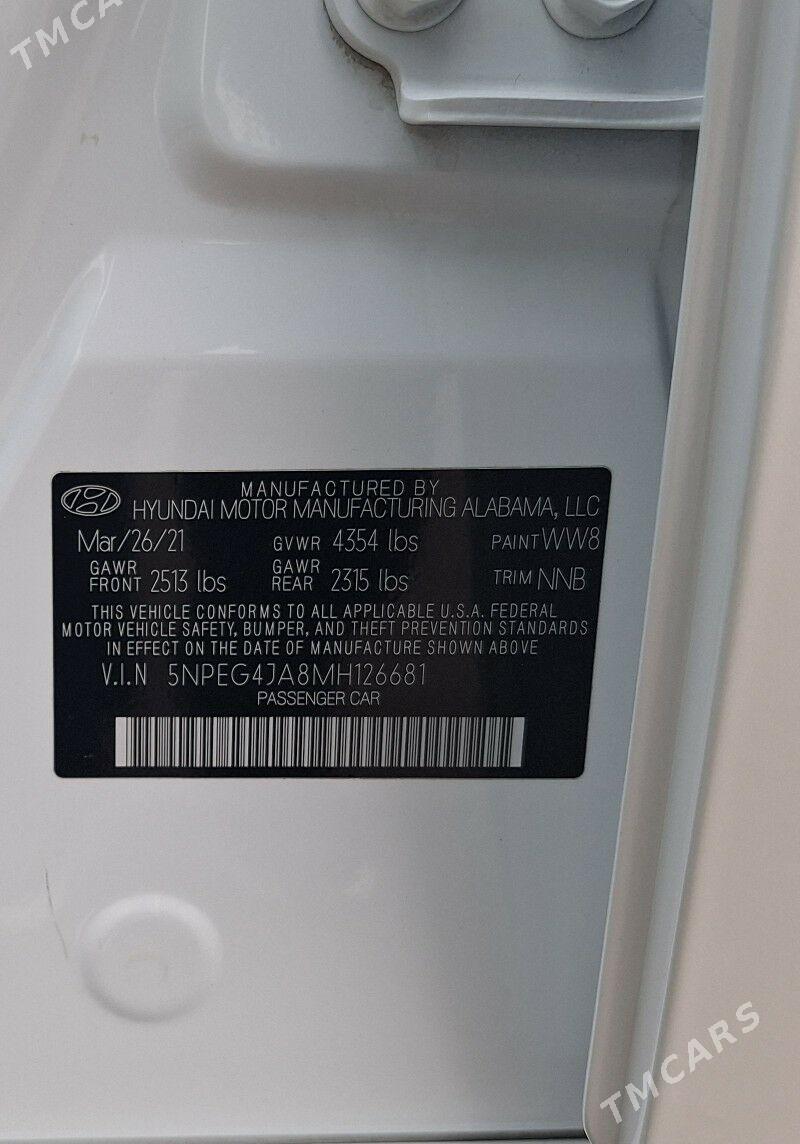 TMCARS
MANUFACTURED BY
HYUNDAI MOTOR MANUFACTURING ALABAMA, LLC
Mar/26/21 GVWR 4354 lbs PAINT WW8
GAWR FRONT 2513 lbs GAWR REAR 2315 lbs TRIM NNB
THIS VEHICLE CONFORMS TO ALL APPLICABLE U.S.A. FEDERAL
MOTOR VEHICLE SAFETY, BUMPER, AND THEFT PREVENTION STANDARDS
IN EFFECT ON THE DATE OF MANUFACTURE SHOWN ABOVE
V.I.N 5NPEG4JA8MH126681
PASSENGER CAR
TMCARS